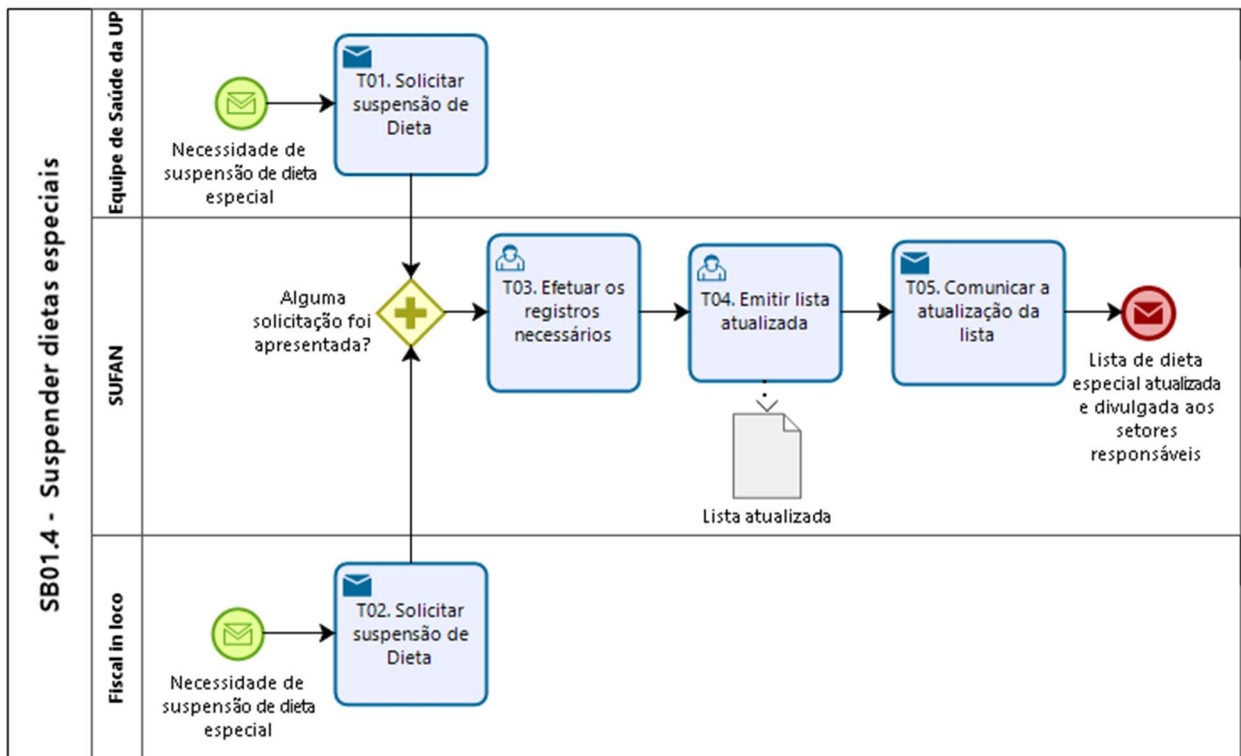 SB01.4 - Suspender dietas especiais
Equipe de Saúde da UP
Necessidade de
suspensão de dieta
especial
T01. Solicitar
suspensão de
Dieta
SUFAN
Alguma
solicitação foi
apresentada?
T03. Efetuar os
registros
necessários
T04. Emitir lista
atualizada
Lista atualizada
T05. Comunicar a
atualização da
lista
Lista de dieta
especial atualizada
e divulgada aos
setores
responsáveis
Fiscal in loco
Necessidade de
suspensão de dieta
especial
T02. Solicitar
suspensão de
Dieta